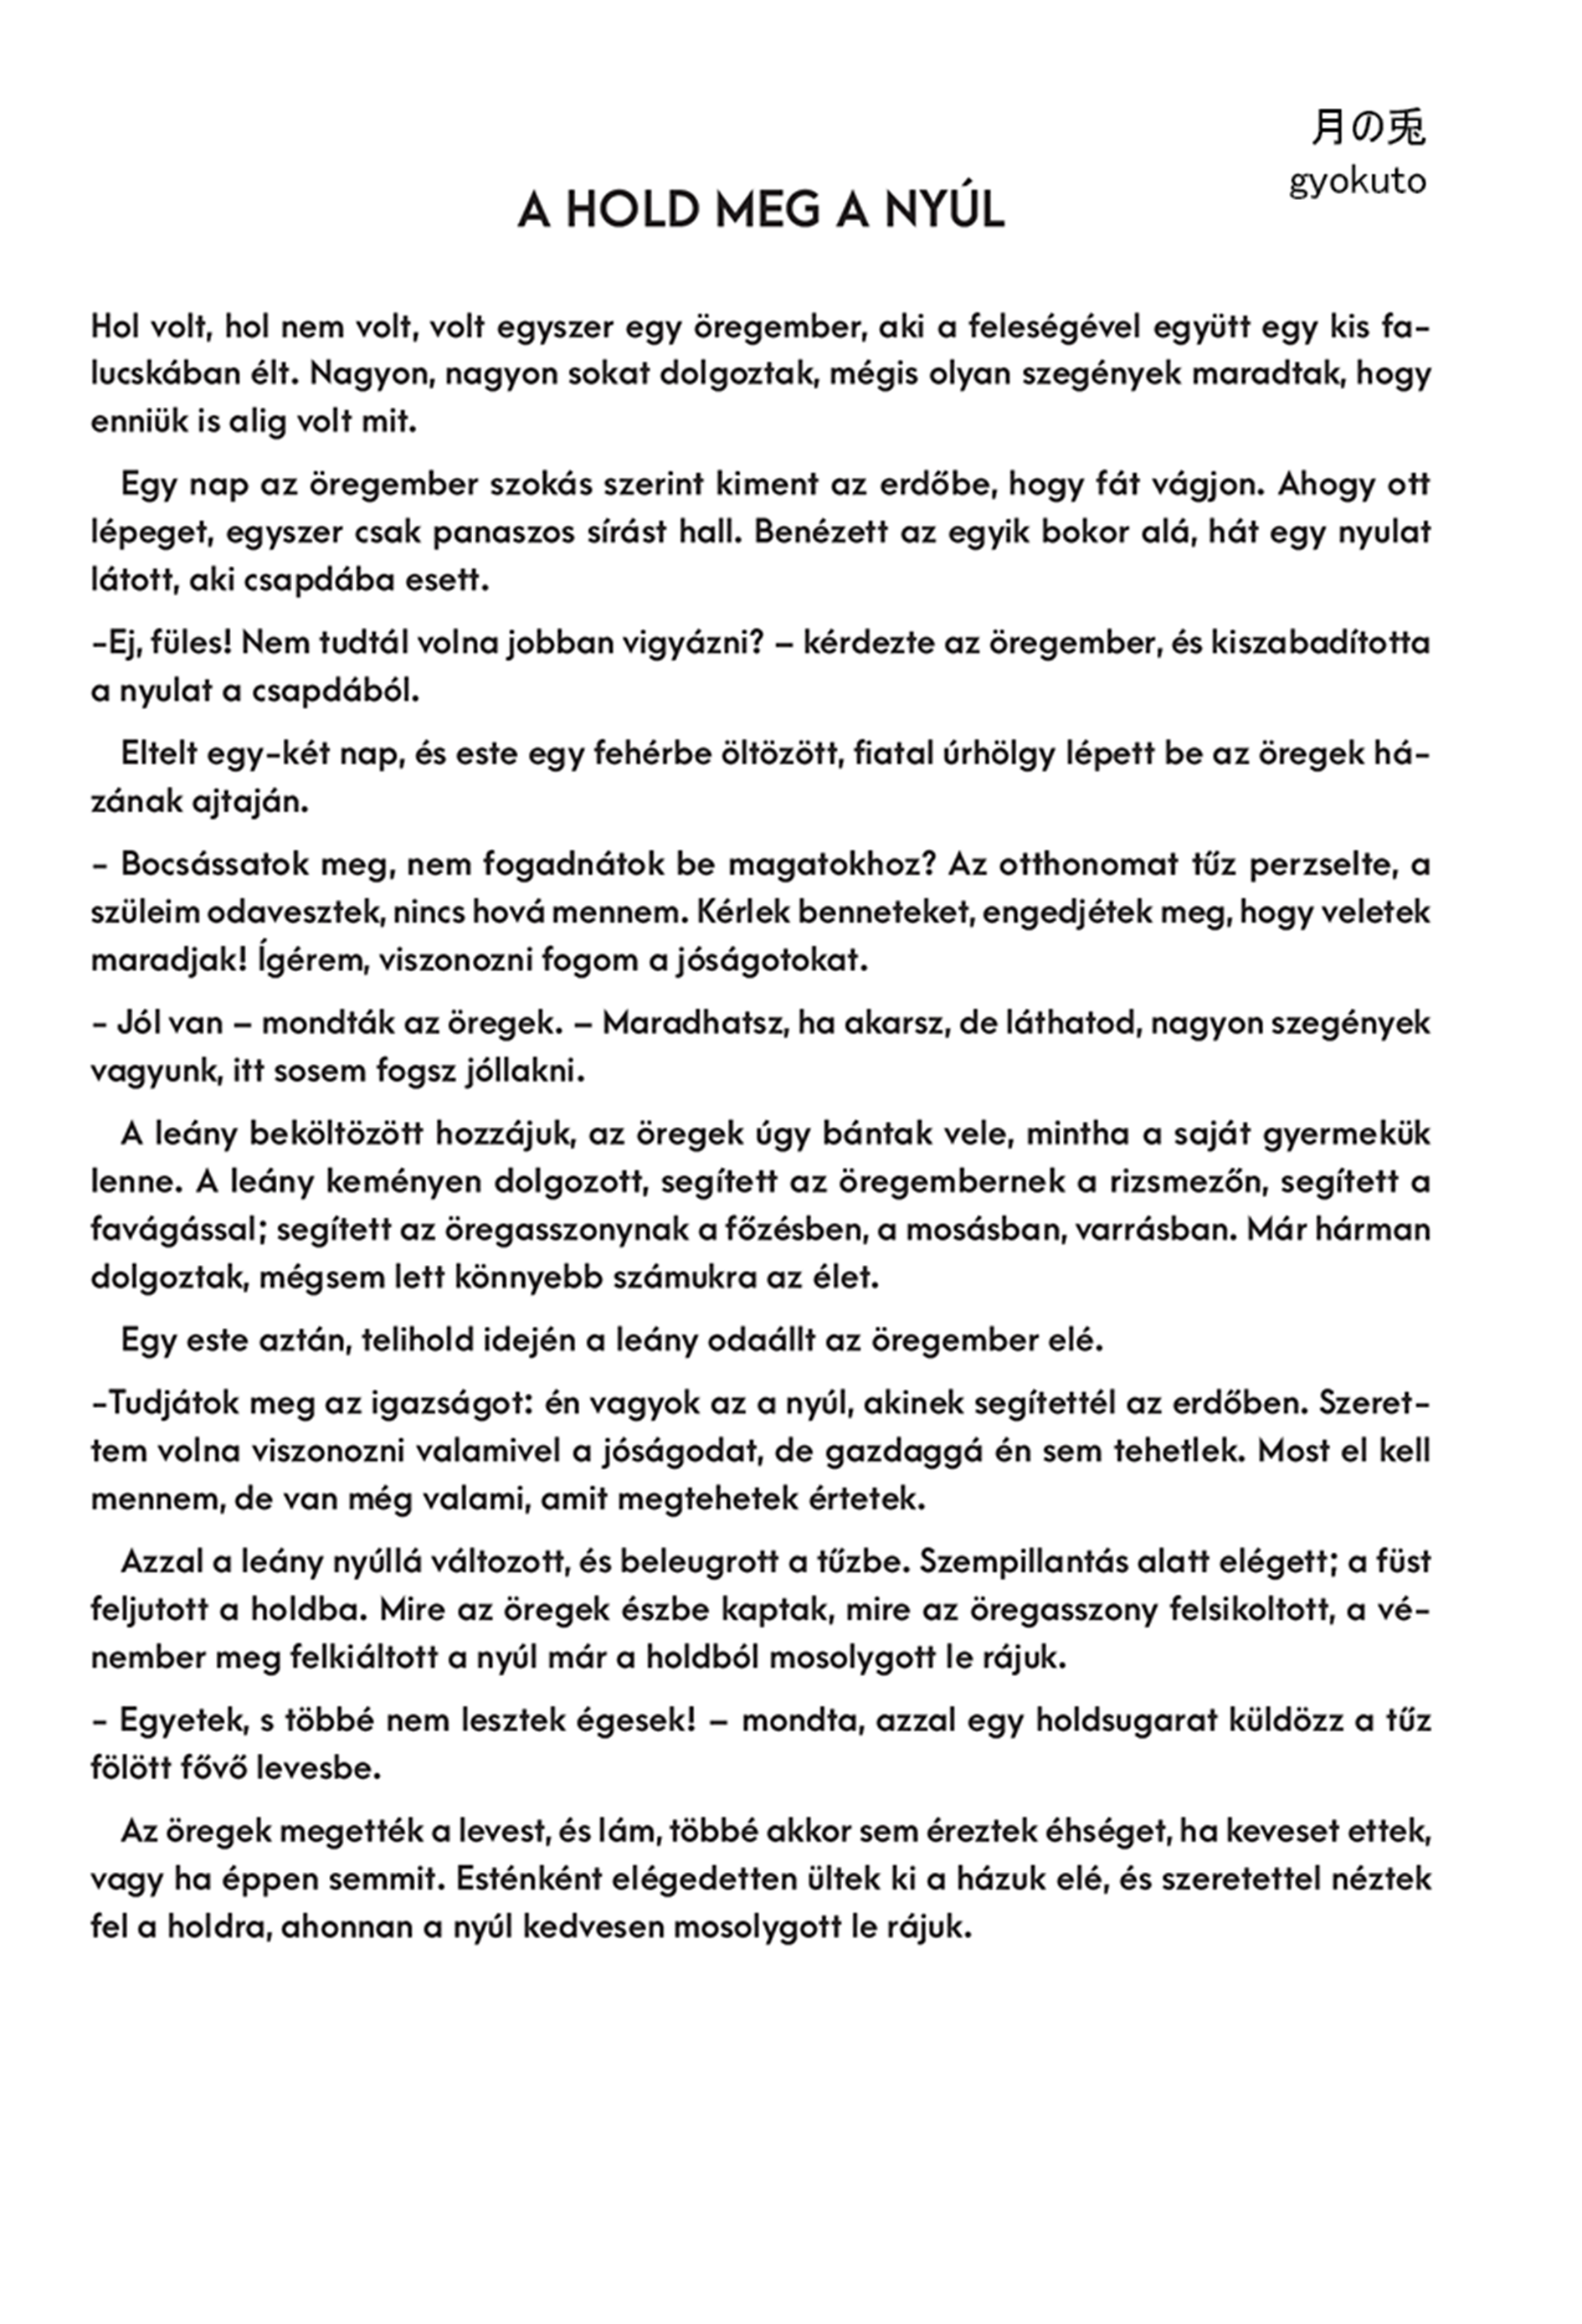 月の兎
gyokuto
A HOLD MEG A NYÚL
Hol volt, hol nem volt, volt egyszer egy öregember, aki a feleségével együtt egy kis fa-
lucskában élt. Nagyon, nagyon sokat dolgoztak, mégis olyan szegények maradtak, hogy
enniük is alig volt mit.
Egy nap az öregember szokás szerint kiment az erdőbe, hogy fát vágjon. Ahogy ott
lépeget, egyszer csak panaszos sírást hall. Benézett az egyik bokor alá, hát egy nyulat
látott, aki csapdába esett.
-Ej, füles! Nem tudtál volna jobban vigyázni? – kérdezte az öregember, és kiszabadította
a nyulat a csapdából.
Eltelt egy-két nap, és este egy fehérbe öltözött, fiatal úrhölgy lépett be az öregek há-
zának ajtaján.
- Bocsássatok meg, nem fogadnátok be magatokhoz? Az otthonomat tűz perzselte, a
szüleim odavesztek, nincs hová mennem. Kérlek benneteket, engedjétek meg, hogy veletek
maradjak! Ígérem, viszonozni fogom a jóságotokat.
- Jól van – mondták az öregek. – Maradhatsz, ha akarsz, de láthatod, nagyon szegények
vagyunk, itt sosem fogsz jóllakni.
A leány beköltözött hozzájuk, az öregek úgy bántak vele, mintha a saját gyermekük
lenne. A leány keményen dolgozott, segített az öregembernek a rizsmezőn, segített a
favágással; segített az öregasszonynak a főzésben, a mosásban, varrásban. Már hárman
dolgoztak, mégsem lett könnyebb számukra az élet.
Egy este aztán, telihold idején a leány odaállt az öregember elé.
-Tudjátok meg az igazságot: én vagyok az a nyúl, akinek segítettél az erdőben. Szeret-
tem volna viszonozni valamivel a jóságodat, de gazdaggá én sem tehetlek. Most el kell
mennem, de van még valami, amit megtehetek értetek.
Azzal a leány nyúllá változott, és beleugrott a tűzbe. Szempillantás alatt elégett; a füst
feljutott a holdba. Mire az öregek észbe kaptak, mire az öregasszony felsikoltott, a vé-
nember meg felkiáltott a nyúl már a holdból mosolygott le rájuk.
- Egyetek, s többé nem lesztek égesek! – mondta, azzal egy holdsugarat küldözz a tűz
fölött fővő levesbe.
Az öregek megették a levest, és lám, többé akkor sem éreztek éhséget, ha keveset ettek,
vagy ha éppen semmit. Esténként elégedetten ültek ki a házuk elé, és szeretettel néztek
fel a holdra, ahonnan a nyúl kedvesen mosolygott le rájuk.